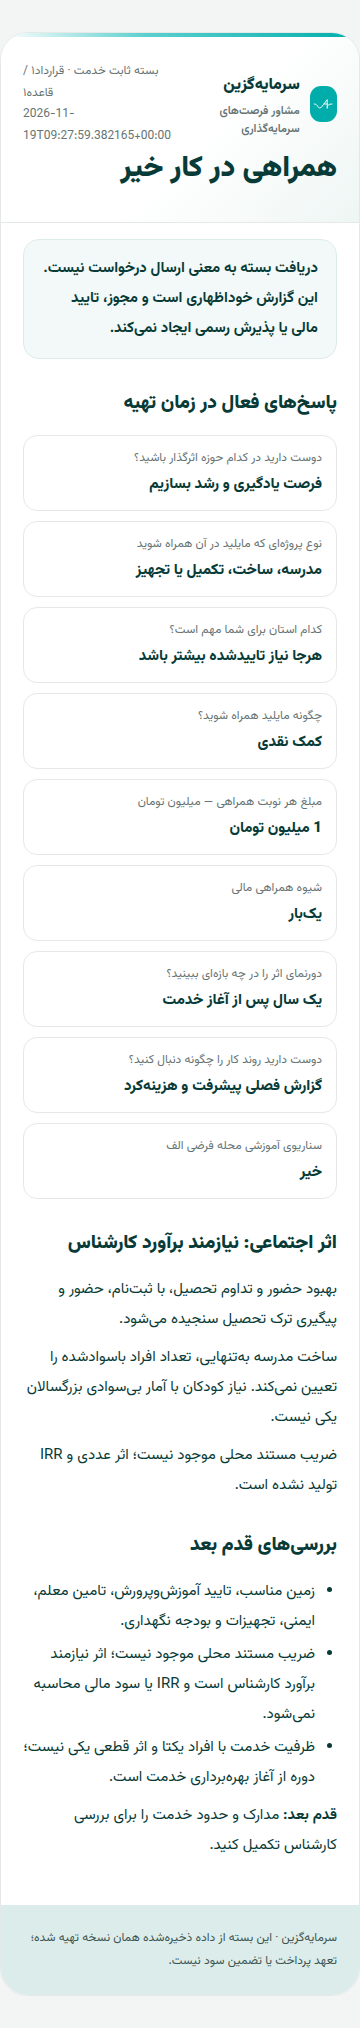 سرمایه‌گزین
مشاور فرصت‌های
سرمایه‌گذاری
بسته ثابت خدمت · قرارداد۱ /
قاعده۱
2026-11-
19T09:27:59.382165+00:00
همراهی در کار خیر
دریافت بسته به معنی ارسال درخواست نیست.
این گزارش خوداظهاری است و مجوز، تایید
مالی یا پذیرش رسمی ایجاد نمی‌کند.
پاسخ‌های فعال در زمان تهیه
دوست دارید در کدام حوزه اثرگذار باشید؟
فرصت یادگیری و رشد بسازیم
نوع پروژه‌ای که مایلید در آن همراه شوید
مدرسه، ساخت، تکمیل یا تجهیز
کدام استان برای شما مهم است؟
هرجا نیاز تاییدشده بیشتر باشد
چگونه مایلید همراه شوید؟
کمک نقدی
مبلغ هر نوبت همراهی — میلیون تومان
1 میلیون تومان
شیوه همراهی مالی
یک‌بار
دورنمای اثر را در چه بازه‌ای ببینید؟
یک سال پس از آغاز خدمت
دوست دارید روند کار را چگونه دنبال کنید؟
گزارش فصلی پیشرفت و هزینه‌کرد
سناریوی آموزشی محله فرضی الف
خیر
اثر اجتماعی: نیازمند برآورد کارشناس
بهبود حضور و تداوم تحصیل، با ثبت‌نام، حضور و
پیگیری ترک تحصیل سنجیده می‌شود.
ساخت مدرسه به‌تنهایی، تعداد افراد باسوادشده را
تعیین نمی‌کند. نیاز کودکان با آمار بی‌سوادی بزرگسالان
یکی نیست.
ضریب مستند محلی موجود نیست؛ اثر عددی و IRR
تولید نشده است.
بررسی‌های قدم بعد
• زمین مناسب، تایید آموزش‌وپرورش، تامین معلم،
ایمنی، تجهیزات و بودجه نگهداری.
• ضریب مستند محلی موجود نیست؛ اثر نیازمند
برآورد کارشناس است و IRR یا سود مالی محاسبه
نمی‌شود.
• ظرفیت خدمت با افراد یکتا و اثر قطعی یکی نیست؛
دوره از آغاز بهره‌برداری خدمت است.
قدم بعد: مدارک و حدود خدمت را برای بررسی
کارشناس تکمیل کنید.
سرمایه‌گزین · این بسته از داده ذخیره‌شده همان نسخه تهیه شده؛
تعهد پرداخت یا تضمین سود نیست.